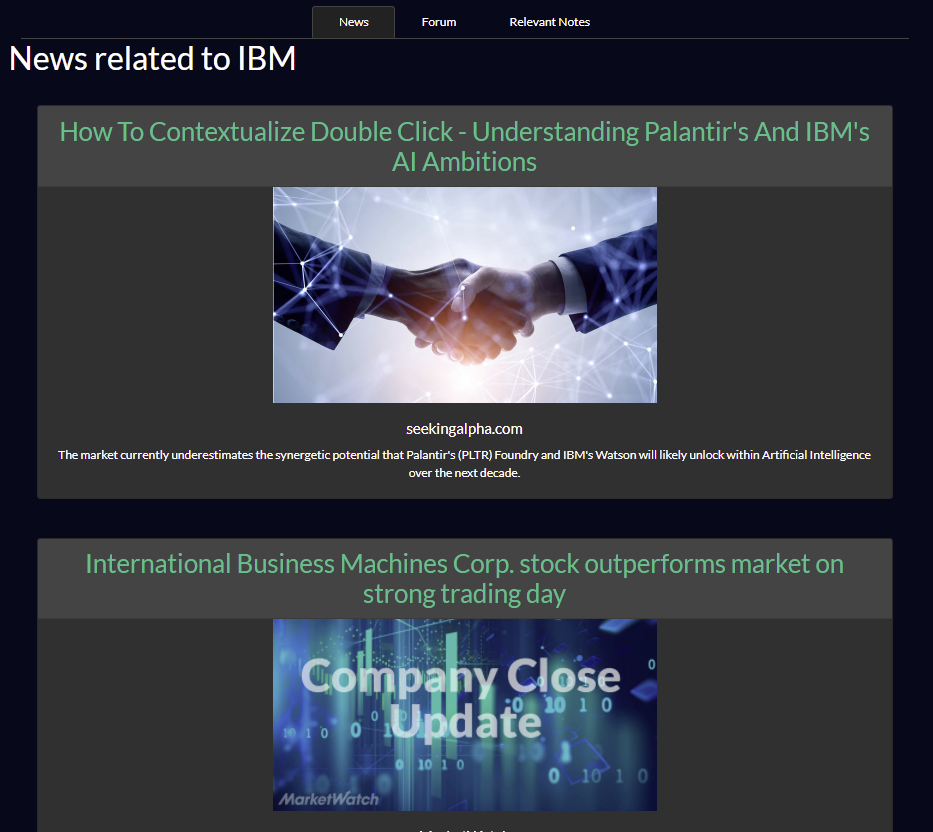 News
Forum
Relevant Notes
News related to IBM
How To Contextualize Double Click - Understanding Palantir's And IBM's
AI Ambitions
seekingalpha.com
The market currently underestimates the synergetic potential that Palantir's (PLTR) Foundry and IBM's Watson will likely unlock within Artificial Intelligence
over the next decade.
International Business Machines Corp. stock outperforms market on
strong trading day
Company Close
Update
MarketWatch